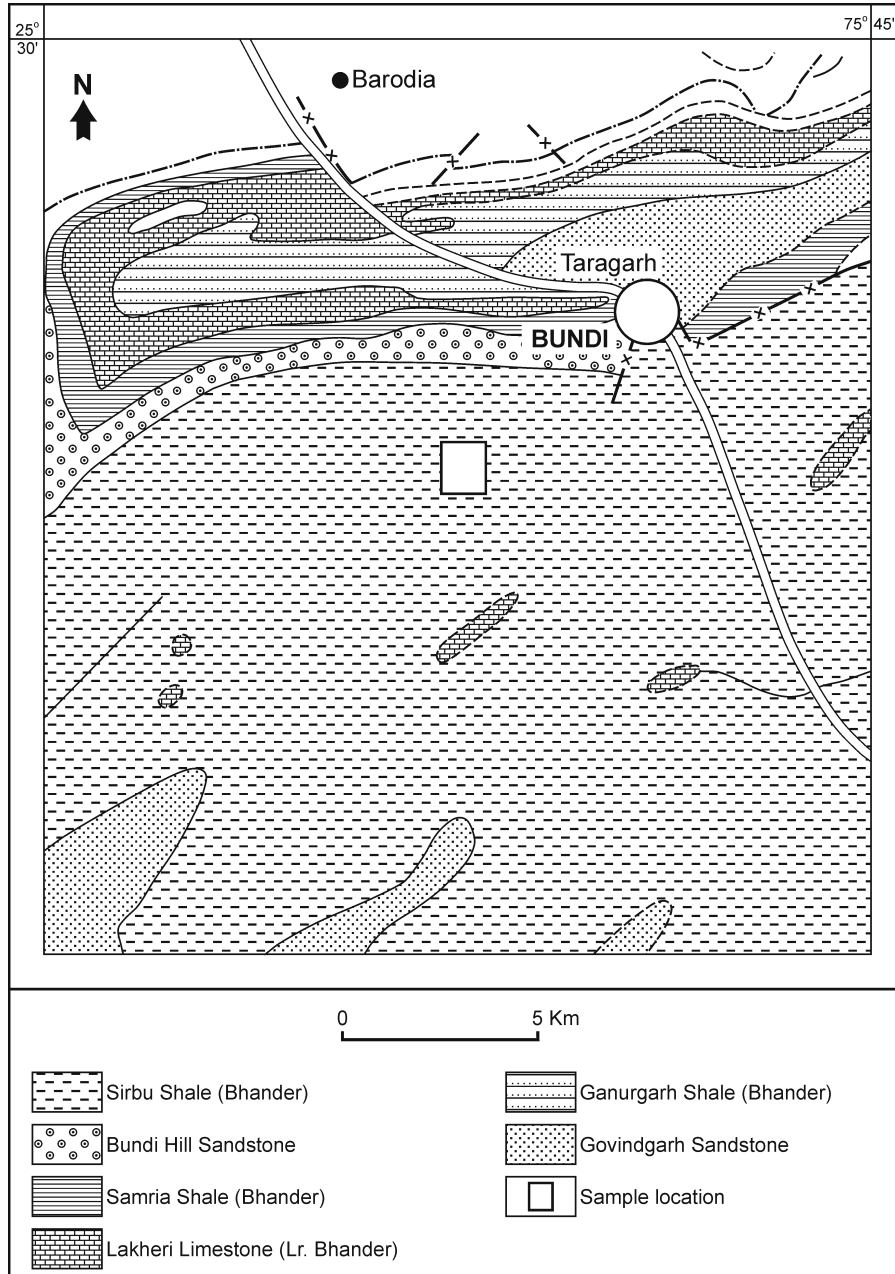 25°
30'
75° 45'
N
Barodia
Taragarh
BUNDI
0 5 Km
Sirbu Shale (Bhander)
Bundi Hill Sandstone
Samria Shale (Bhander)
Lakheri Limestone (Lr. Bhander)
Ganurgarh Shale (Bhander)
Govindgarh Sandstone
Sample location